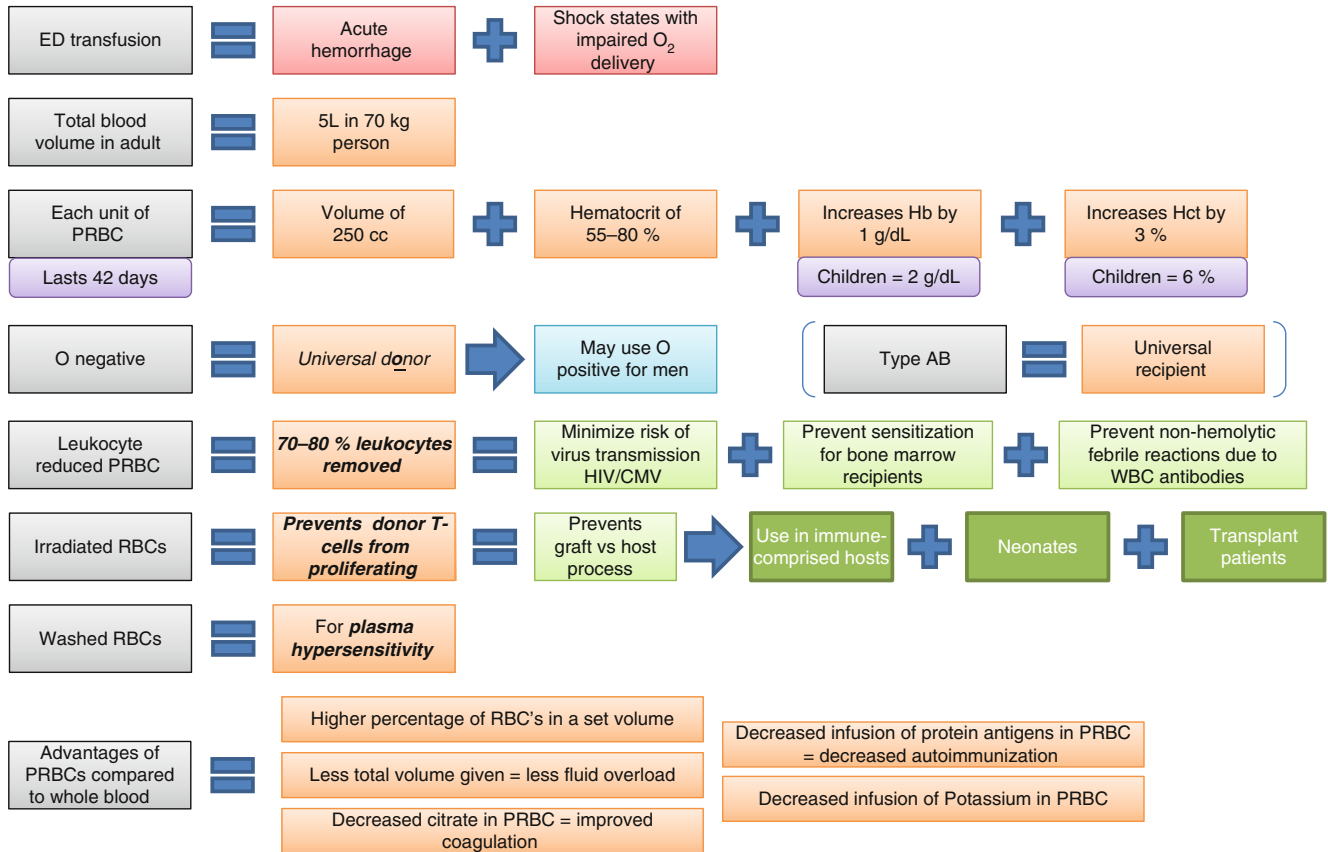 ED transfusion
Acute
hemorrhage
Shock states with
impaired O2
delivery
Total blood
volume in adult
5L in 70 kg
person
Each unit of
PRBC
Lasts 42 days
Volume of
250 cc
Hematocrit of
55–80 %
Increases Hb by
1 g/dL
Children = 2 g/dL
Increases Hct by
3 %
Children = 6 %
O negative
Universal donor
May use O
positive for men
Type AB
Universal
recipient
Leukocyte
reduced PRBC
70–80 % leukocytes
removed
Minimize risk of
virus transmission
HIV/CMV
Prevent sensitization
for bone marrow
recipients
Prevent non-hemolytic
febrile reactions due to
WBC antibodies
Irradiated RBCs
Prevents donor T-
cells from
proliferating
Prevents
graft vs host
process
Use in immune-
comprised hosts
Neonates
Transplant
patients
Washed RBCs
For plasma
hypersensitivity
Advantages of
PRBCs compared
to whole blood
Higher percentage of RBC's in a set volume
Less total volume given = less fluid overload
Decreased citrate in PRBC = improved
coagulation
Decreased infusion of protein antigens in PRBC
= decreased autoimmunization
Decreased infusion of Potassium in PRBC